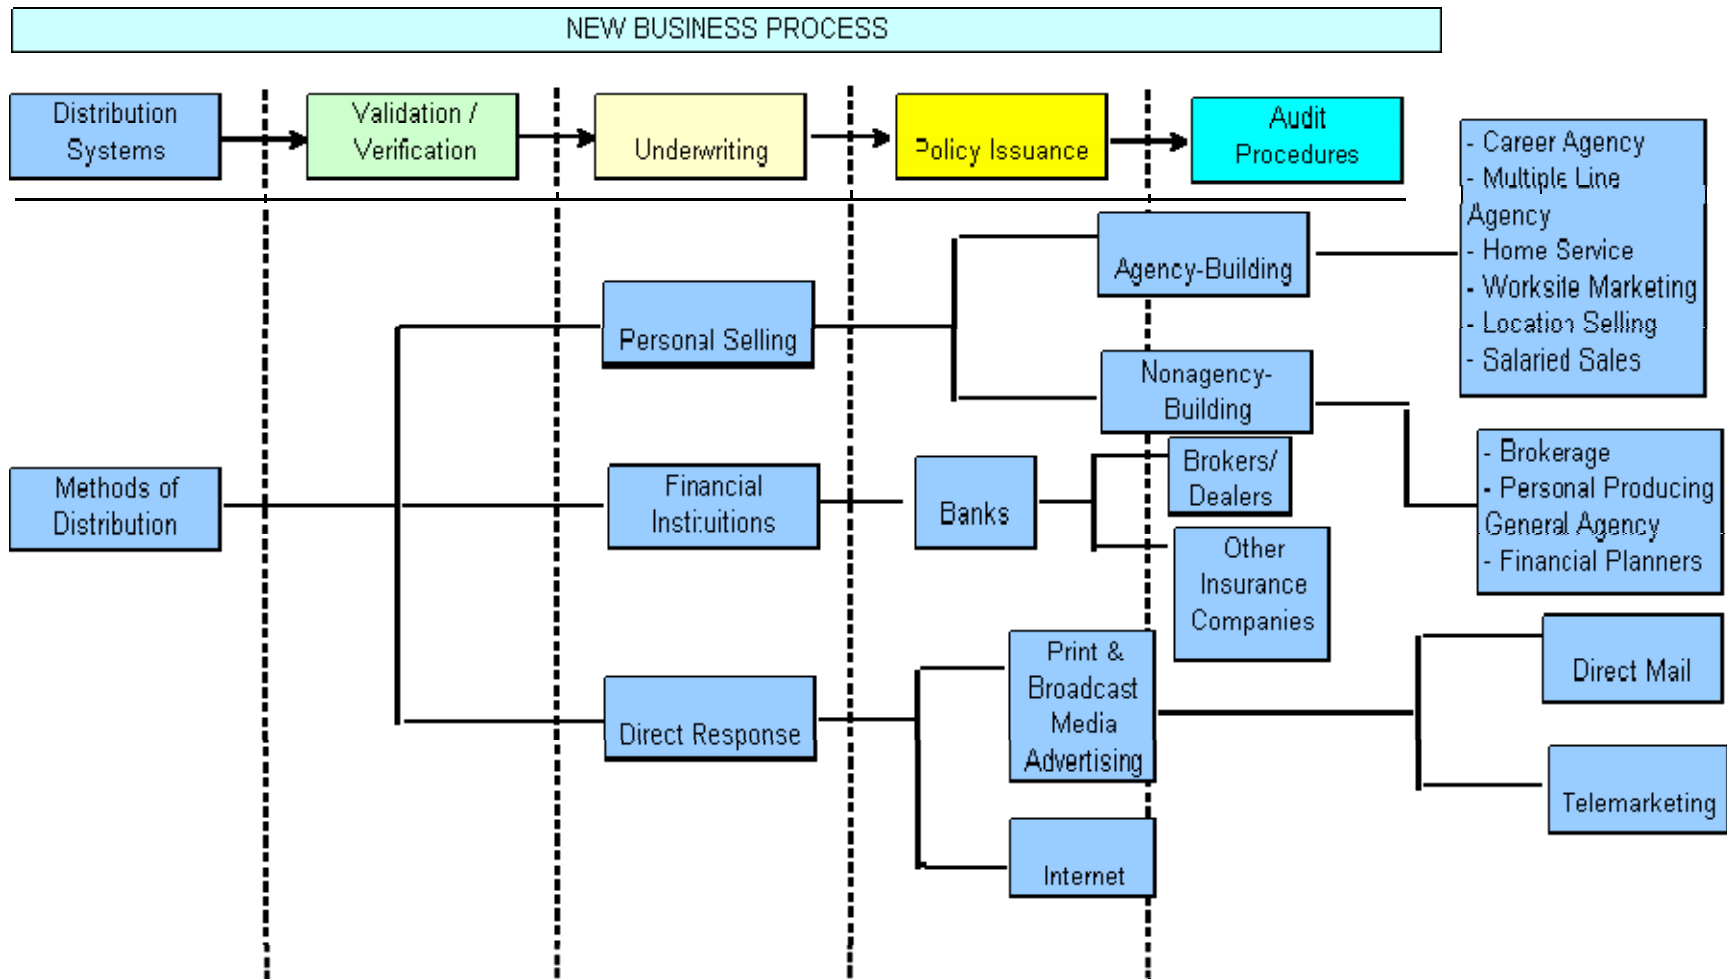 NEW BUSINESS PROCESS
Distribution
Systems
Validation /
Verification
Underwriting
Policy Issuance
Audit
Procedures
- Career Agency
- Multiple Line
Agency
- Home Service
- Worksite Marketing
- Location Selling
- Salaried Sales
Agency-Building
Personal Selling
Nonagency-
Building
- Brokerage
- Personal Producing
General Agency
- Financial Planners
Methods of
Distribution
Financial
Instituitions
Banks
Brokers/
Dealers
Other
Insurance
Companies
Direct Response
Print &
Broadcast
Media
Advertising
Internet
Direct Mail
Telemarketing